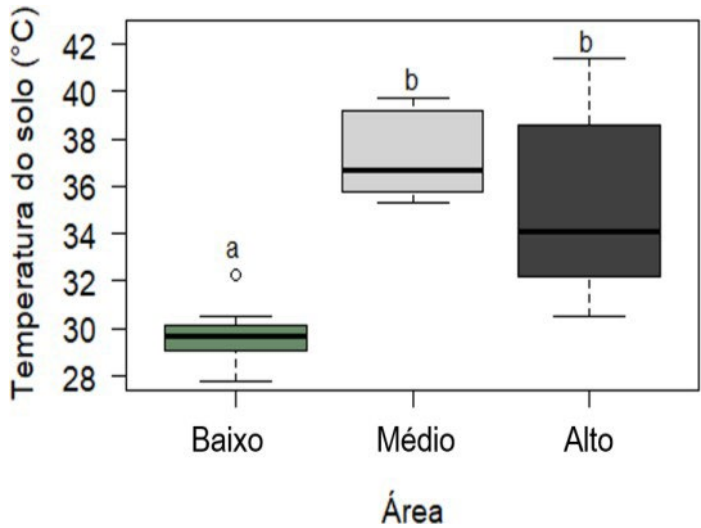 Temperatura do solo (°C)
42
40
38
36
34
32
30
28
a
b
b
Baixo
Médio
Alto
Área